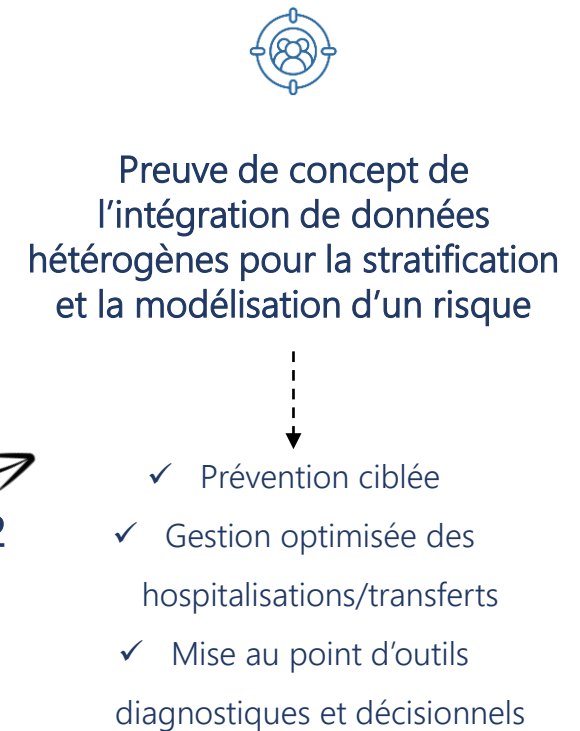 Preuve de concept de
l'intégration de données
hétérogènes pour la stratification
et la modélisation d'un risque
✓ Prévention ciblée
2
✓ Gestion optimisée des
hospitalisations/transferts
✓ Mise au point d'outils
diagnostiques et décisionnels